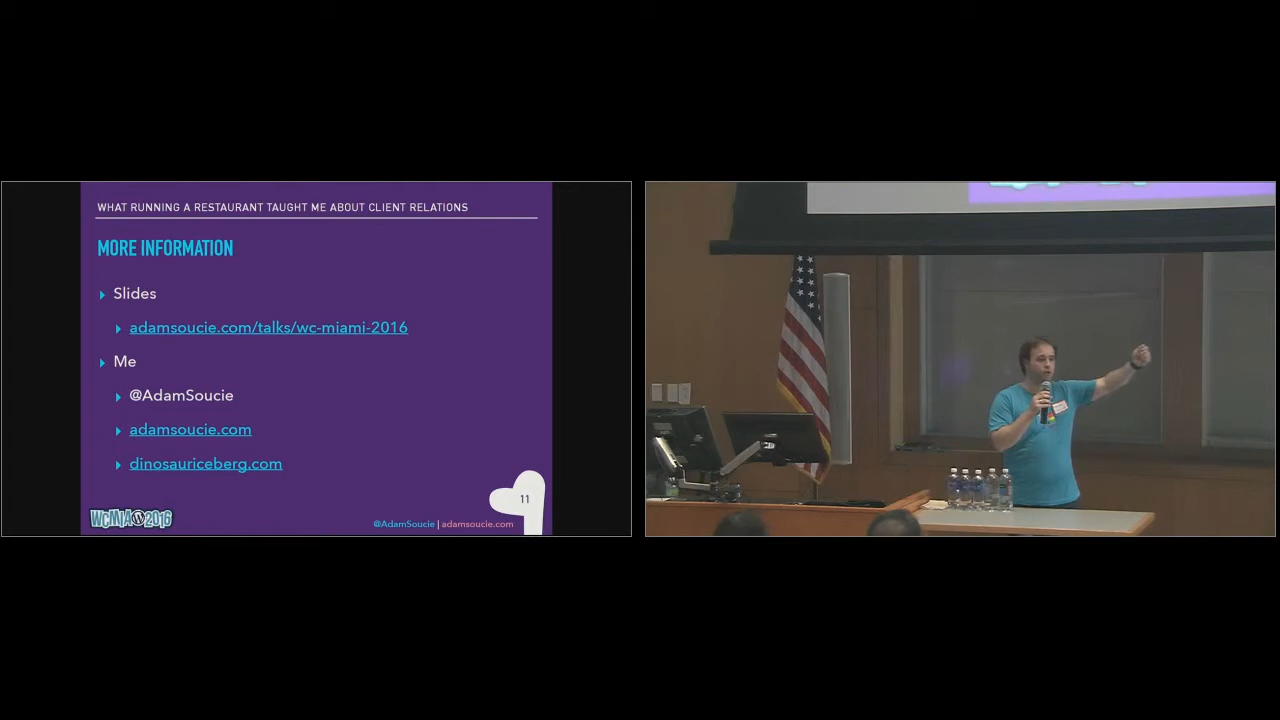 WHAT RUNNING A RESTAURANT TAUGHT ME ABOUT CLIENT RELATIONS
MORE INFORMATION
Slides
adamsoucie.com/talks/wc-miami-2016
Me
@AdamSoucie
adamsoucie.com
dinosauriceberg.com
11
WCMIA 2016
@AdamSoucie | adamsoucie.com